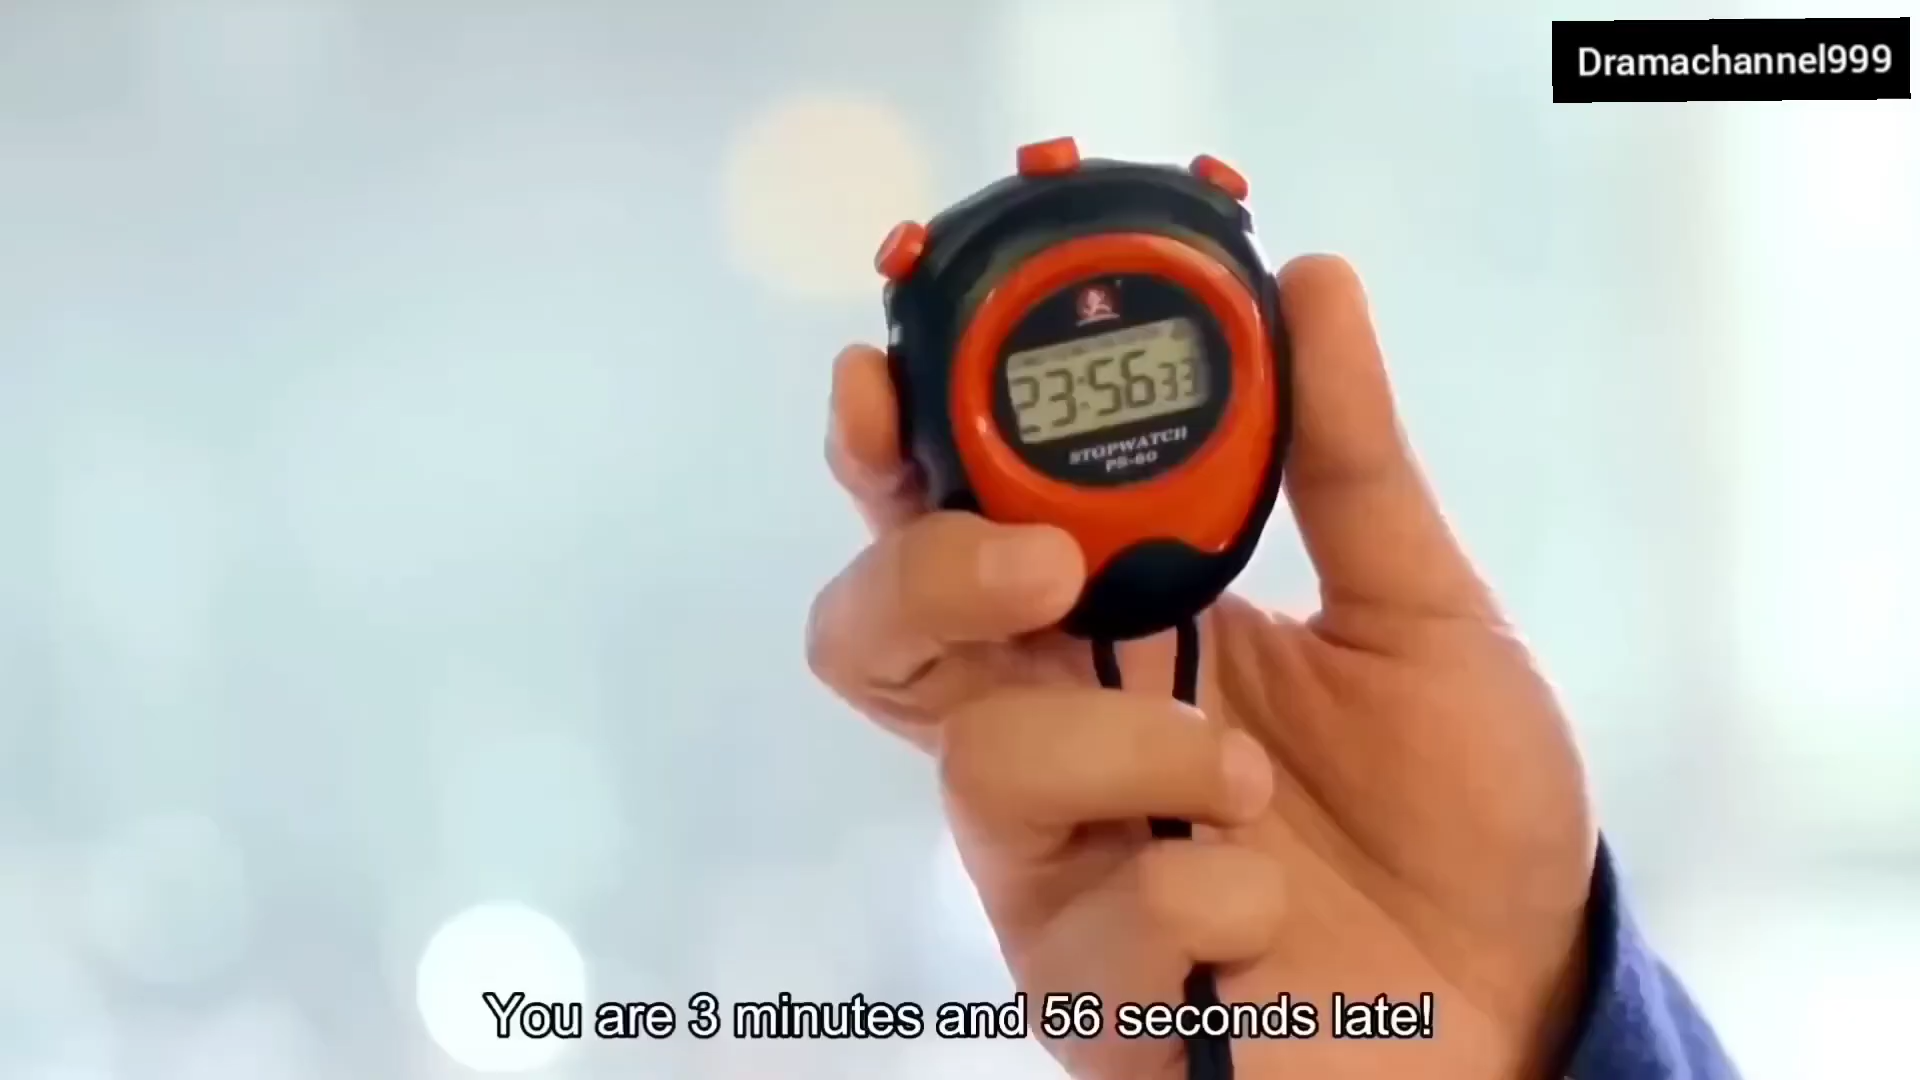 Dramachannel999
23:56 33
STOPWATCH
PS-60
You are 3 minutes and 56 seconds late!